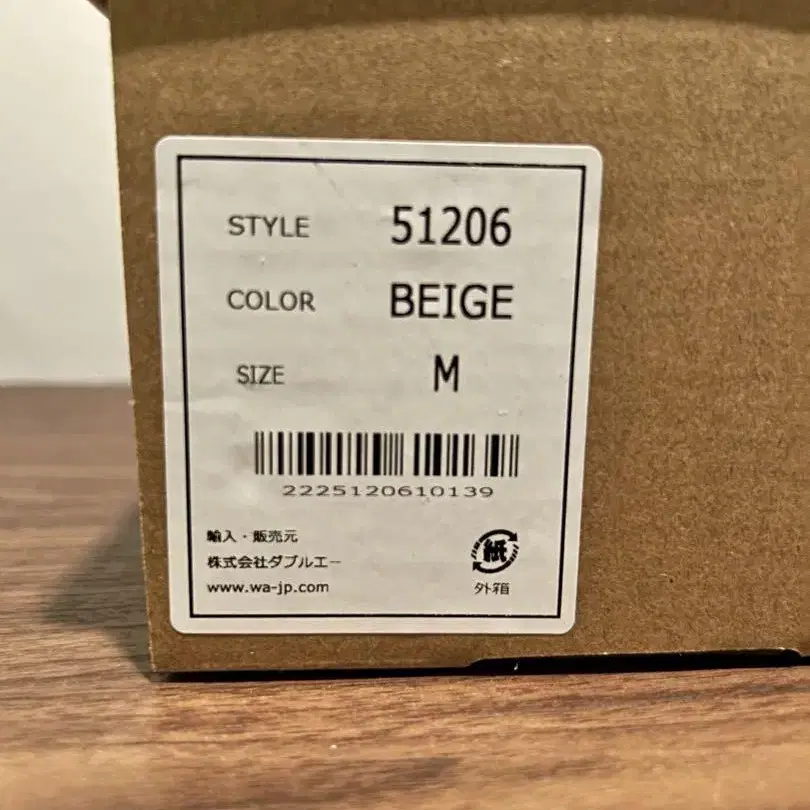 STYLE 51206
COLOR BEIGE
SIZE M
2225120610139
輸入・販売元
株式会社ダブルエー
www.wa-jp.com
紙
外箱